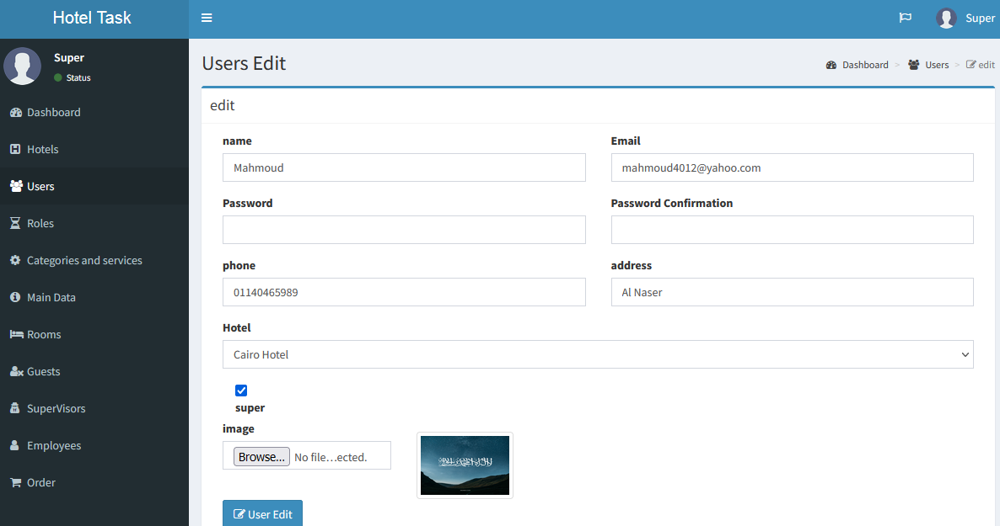 Hotel Task
Super
Super
Status
Dashboard
Hotels
Users
Roles
Categories and services
Main Data
Rooms
Guests
SuperVisors
Employees
Order
Users Edit
Dashboard > Users > edit
edit
name
Mahmoud
Email
mahmoud4012@yahoo.com
Password
Password Confirmation
phone
01140465989
address
Al Naser
Hotel
Cairo Hotel
super
image
Browse... No file…ected.
User Edit